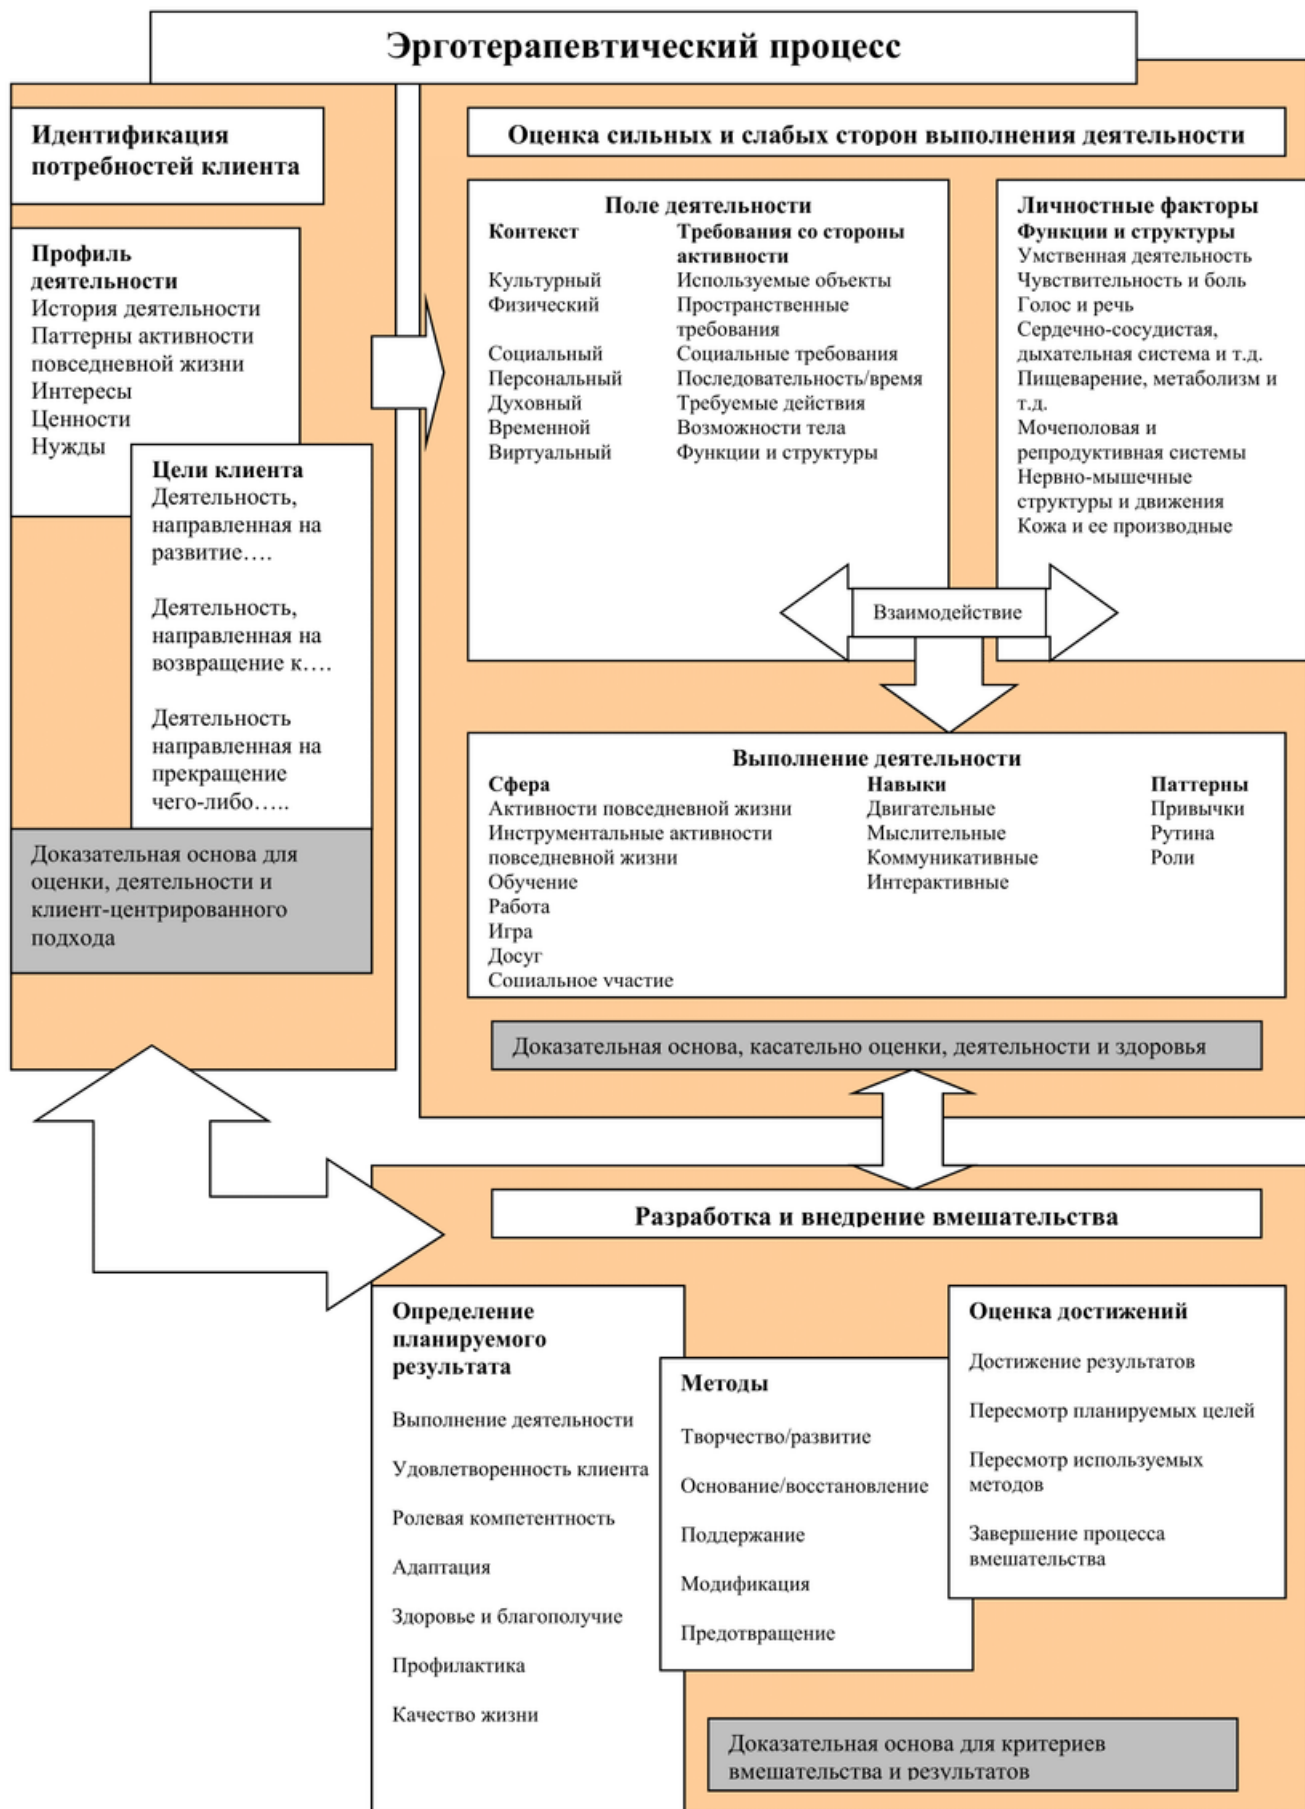 Эрготерапевтический процесс
Идентификация
потребностей клиента
Профиль
деятельности
История деятельности
Паттерны активности
повседневной жизни
Интересы
Ценности
Нужды
Цели клиента
Деятельность,
направленная на
развитие….
Деятельность,
направленная на
возвращение к….
Деятельность
направленная на
прекращение
чего-либо…..
Доказательная основа для
оценки, деятельности и
клиент-центрированного
подхода
Оценка сильных и слабых сторон выполнения деятельности
Поле деятельности
Контекст
Культурный
Физический
Социальный
Персональный
Духовный
Временной
Виртуальный
Требования со стороны
активности
Используемые объекты
Пространственные
требования
Социальные требования
Последовательность/время
Требуемые действия
Возможности тела
Функции и структуры
Личностные факторы
Функции и структуры
Умственная деятельность
Чувствительность и боль
Голос и речь
Сердечно-сосудистая,
дыхательная система и т.д.
Пищеварение, метаболизм и
т.д.
Мочеполовая и
репродуктивная системы
Нервно-мышечные
структуры и движения
Кожа и ее производные
Взаимодействие
Выполнение деятельности
Сфера
Активности повседневной жизни
Инструментальные активности
повседневной жизни
Обучение
Работа
Игра
Досуг
Социальное участие
Навыки
Двигательные
Мыслительные
Коммуникативные
Интерактивные
Паттерны
Привычки
Рутина
Роли
Доказательная основа, касательно оценки, деятельности и здоровья
Разработка и внедрение вмешательства
Определение
планируемого
результата
Выполнение деятельности
Удовлетворенность клиента
Ролевая компетентность
Адаптация
Здоровье и благополучие
Профилактика
Качество жизни
Методы
Творчество/развитие
Основание/восстановление
Поддержание
Модификация
Предотвращение
Оценка достижений
Достижение результатов
Пересмотр планируемых целей
Пересмотр используемых
методов
Завершение процесса
вмешательства
Доказательная основа для критериев
вмешательства и результатов